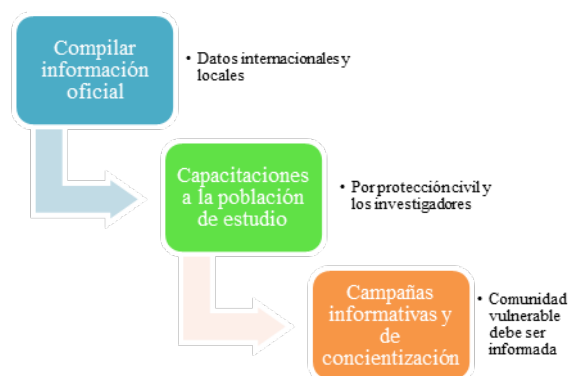 Compilar
información
oficial
• Datos internacionales y
locales
Capacitaciones
a la población
de estudio
• Por protección civil y
los investigadores
Campañas
informativas y
de
concientización
• Comunidad
vulnerable
debe ser
informada